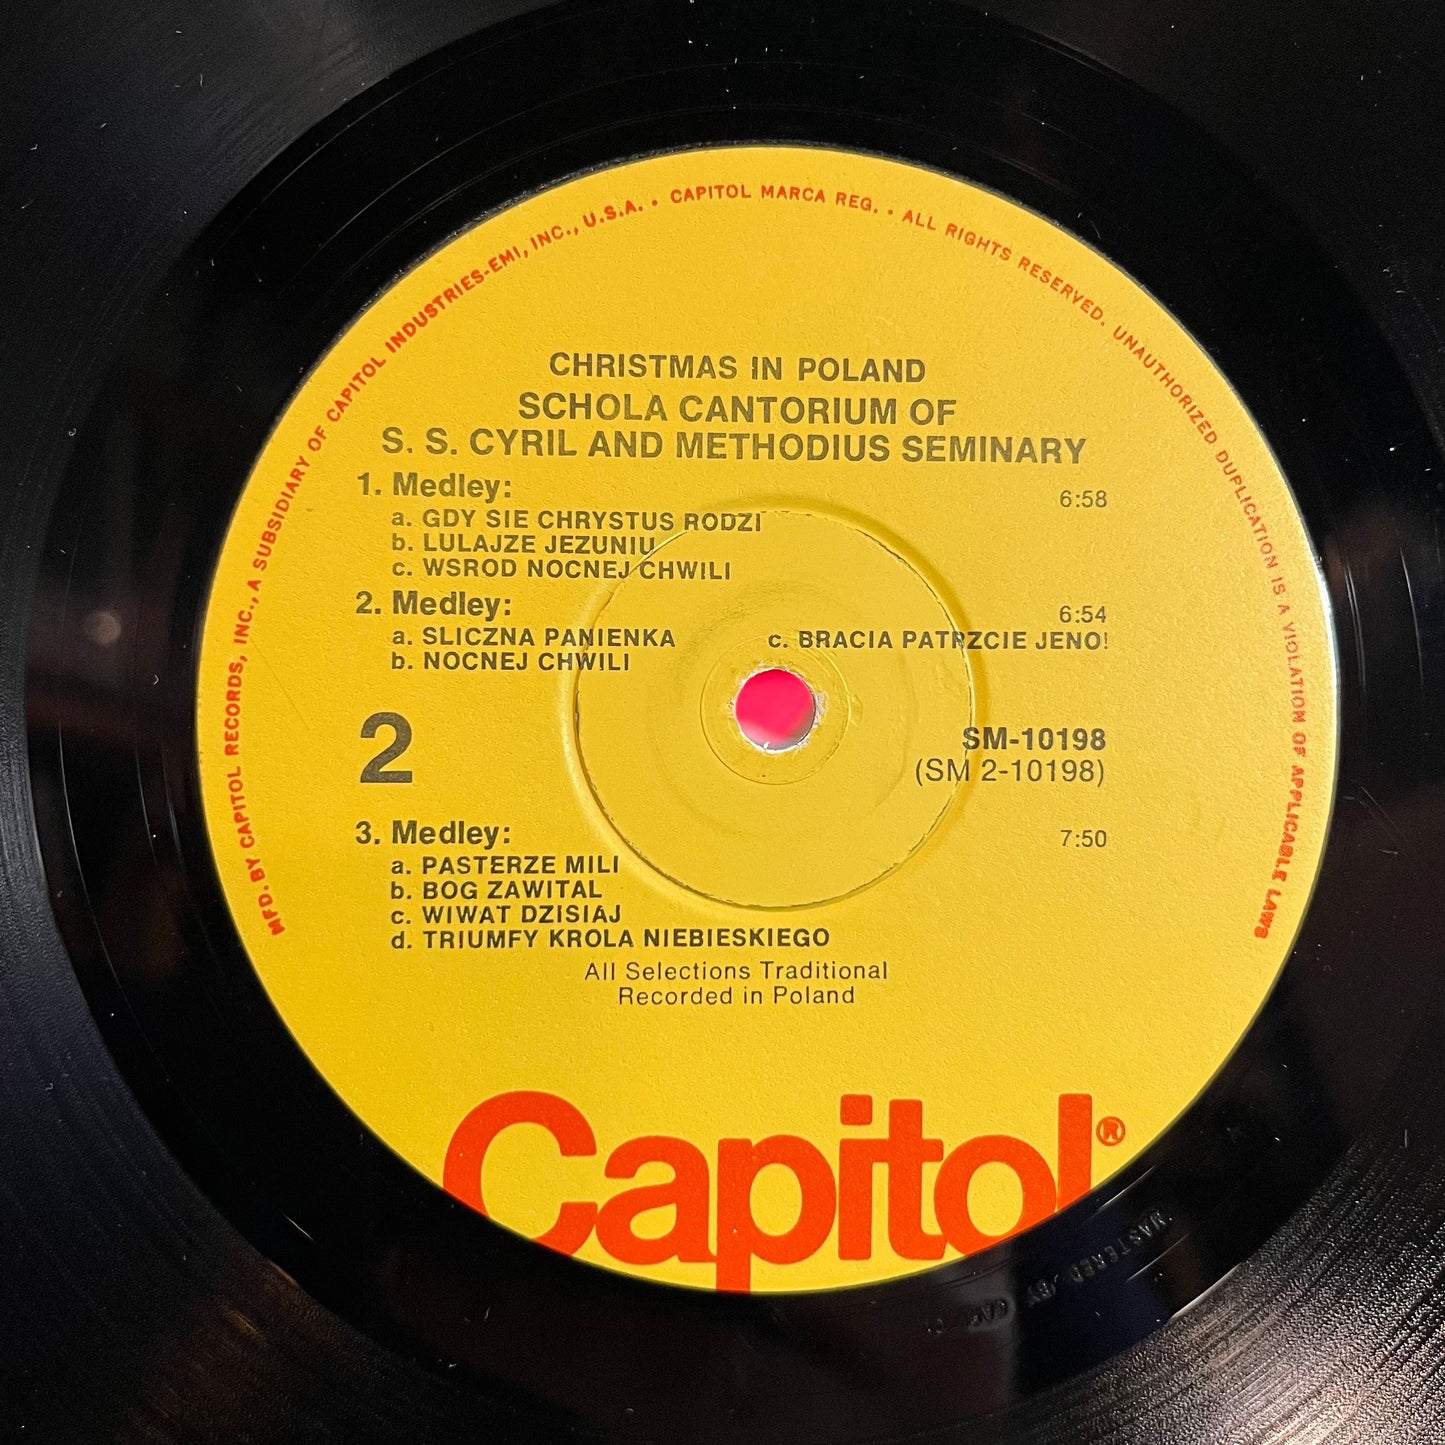 MFD. BY CAPITOL RECORDS, INC., A SUBSIDIARY OF CAPITOL INDUSTRIES-EMI, INC., U.S.A. • CAPITOL MARCA REG. • ALL RIGHTS RESERVED. UNAUTHORIZED DUPLICATION IS A VIOLATION OF APPLICABLE LAWS
CHRISTMAS IN POLAND
SCHOLA CANTORIUM OF
S. S. CYRIL AND METHODIUS SEMINARY
1. Medley: 6:58
a. GDY SIE CHRYSTUS RODZI
b. LULAJZE JEZUNIU
c. WSROD NOCNEJ CHWILI
2. Medley: 6:54
a. SLICZNA PANIENKA c. BRACIA PATRZCIE JENO!
b. NOCNEJ CHWILI
2
SM-10198
(SM 2-10198)
3. Medley: 7:50
a. PASTERZE MILI
b. BOG ZAWITAL
c. WIWAT DZISIAJ
d. TRIUMFY KROLA NIEBIESKIEGO
All Selections Traditional
Recorded in Poland
Capitol®
MASTERED BY